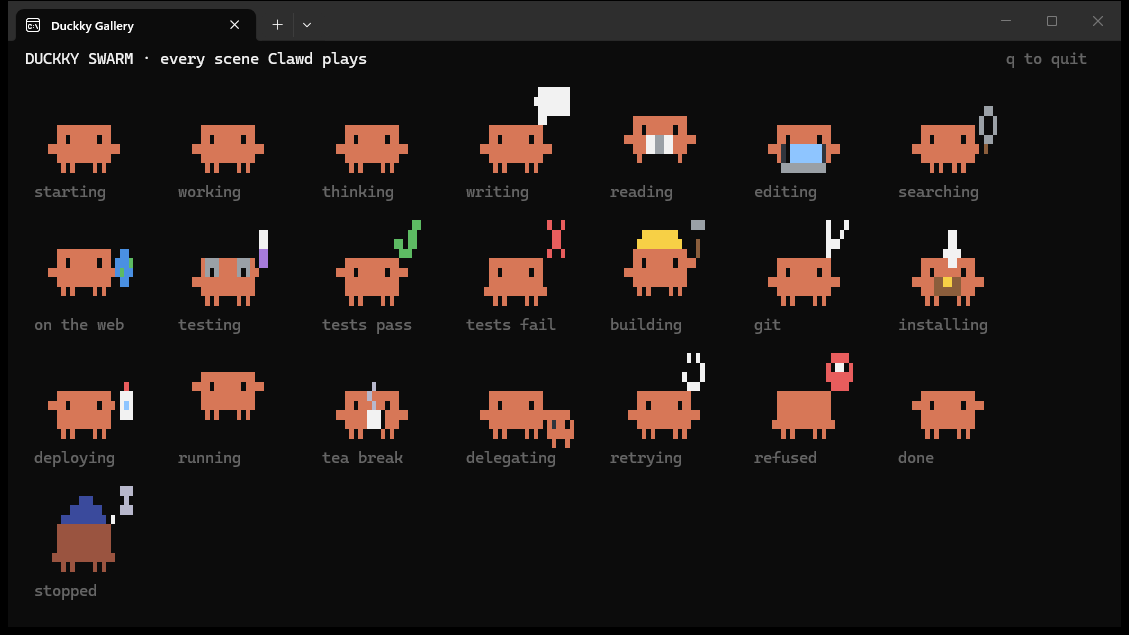 Duckky Gallery
DUCKKY SWARM · every scene Clawd plays
q to quit
starting working thinking writing reading editing searching
on the web testing tests pass tests fail building git installing
deploying running tea break delegating retrying refused done
stopped